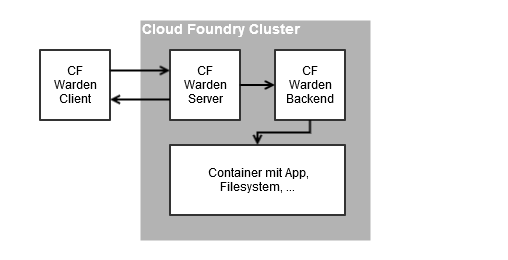 Cloud Foundry Cluster
CF
Warden
Client
CF
Warden
Server
CF
Warden
Backend
Container mit App,
Filesystem, ...